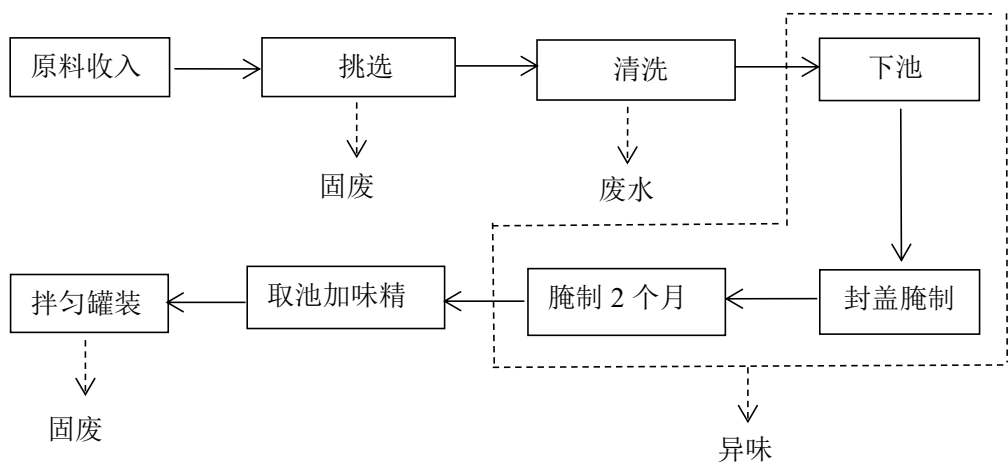 原料收入
挑选
清洗
下池
固废
废水
拌匀罐装
取池加味精
腌制 2 个月
封盖腌制
固废
异味